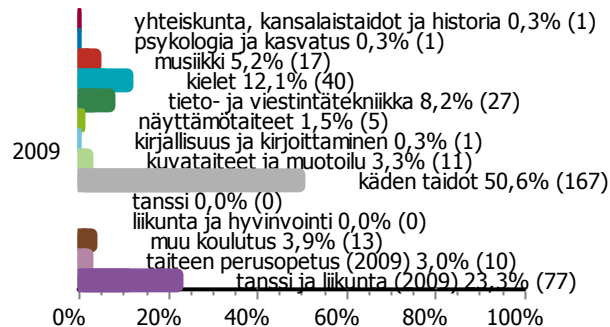 yhteiskunta, kansalaistaidot ja historia 0,3% (1)
psykologia ja kasvatus 0,3% (1)
musiikki 5,2% (17)
kielet 12,1% (40)
tieto- ja viestintätekniikka 8,2% (27)
näyttämötaiteet 1,5% (5)
kirjallisuus ja kirjoittaminen 0,3% (1)
2009
kuvataiteet ja muotoilu 3,3% (11)
käden taidot 50,6% (167)
tanssi 0,0% (0)
liikunta ja hyvinvointi 0,0% (0)
muu koulutus 3,9% (13)
taiteen perusopetus (2009) 3,0% (10)
tanssi ja liikunta (2009) 23,3% (77)
0% 20% 40% 60% 80% 100%